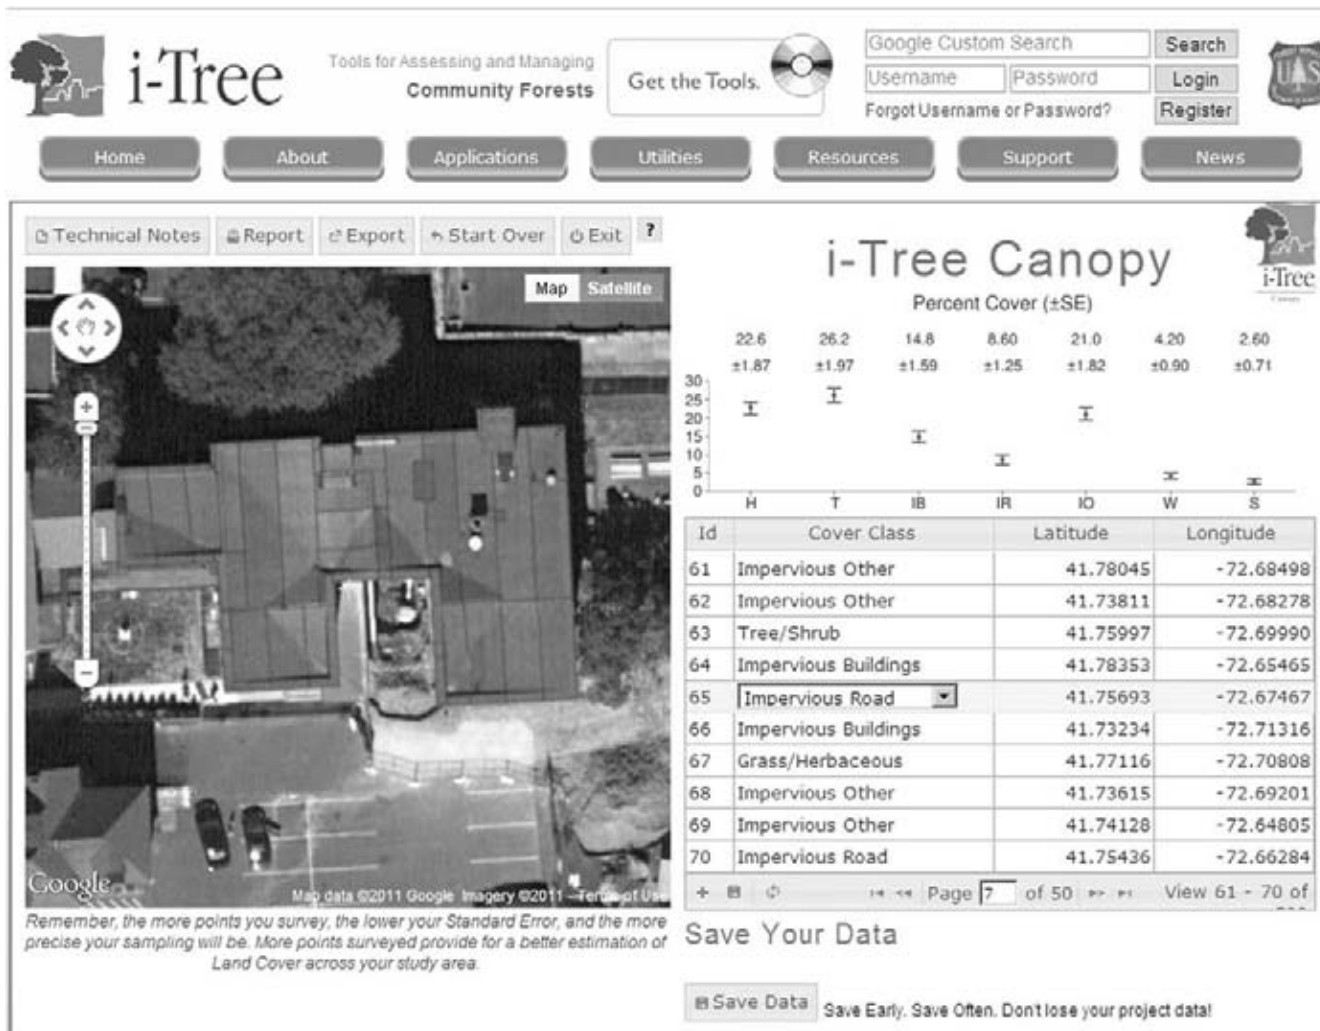 i-Tree
Tools for Assessing and Managing
Community Forests
Get the Tools.
Google Custom Search Search
Username Password Login
Forgot Username or Password? Register
UAS
Home About Applications Utilities Resources Support News
Technical Notes Report Export Start Over Exit ?
Map Satellite
Google
Map data ©2011 Google Imagery ©2011 - Terms of Use
Remember, the more points you survey, the lower your Standard Error, and the more
precise your sampling will be. More points surveyed provide for a better estimation of
Land Cover across your study area.
i-Tree Canopy
i-Tree
Canopy
Percent Cover (±SE)
22.6 26.2 14.8 8.60 21.0 4.20 2.60
±1.87 ±1.97 ±1.59 ±1.25 ±1.82 ±0.90 ±0.71
30
25
20
15
10
5
0
H T IB IR IO W S
Id Cover Class Latitude Longitude
61 Impervious Other 41.78045 -72.68498
62 Impervious Other 41.73811 -72.68278
63 Tree/Shrub 41.75997 -72.69990
64 Impervious Buildings 41.78353 -72.65465
65 Impervious Road 41.75693 -72.67467
66 Impervious Buildings 41.73234 -72.71316
67 Grass/Herbaceous 41.77116 -72.70808
68 Impervious Other 41.73615 -72.69201
69 Impervious Other 41.74128 -72.64805
70 Impervious Road 41.75436 -72.66284
Page 7 of 50 View 61 - 70 of
Save Your Data
Save Data Save Early. Save Often. Don't lose your project data!